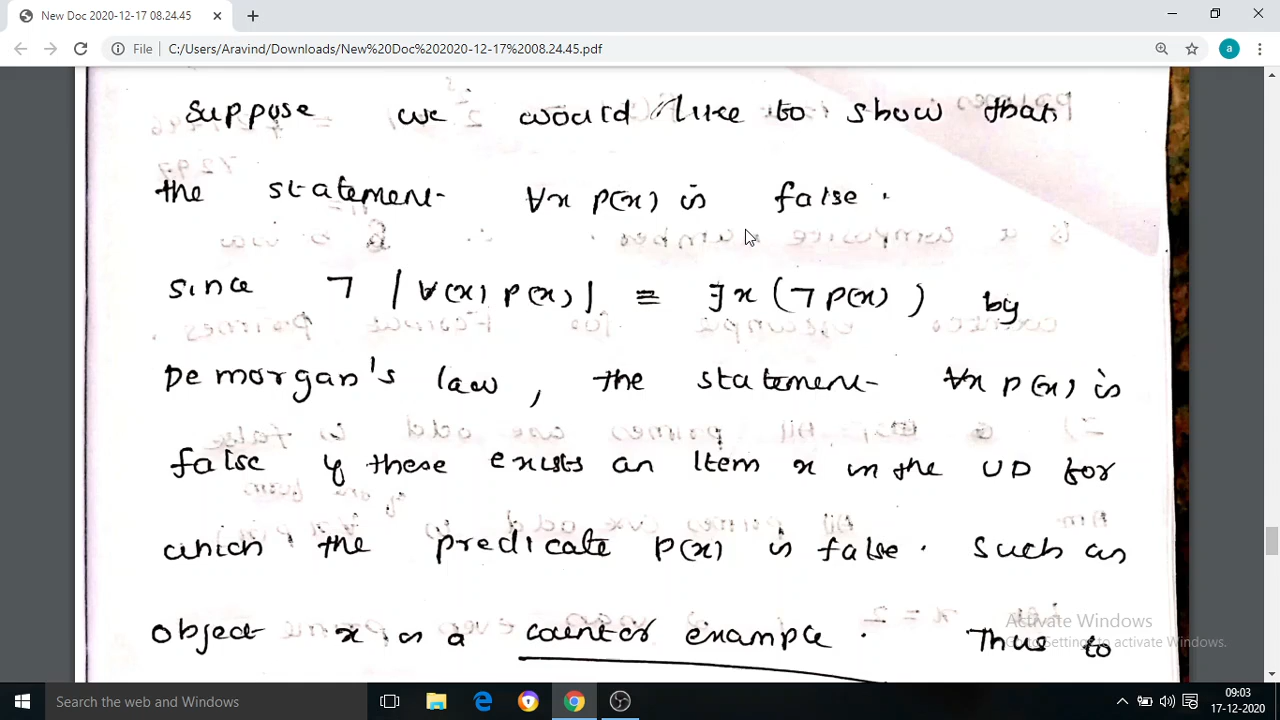 New Doc 2020-12-17 08.24.45
File C:/Users/Aravind/Downloads/New%20Doc%202020-12-17%2008.24.45.pdf
a
suppose we would like to show that
the statement ∀x p(x) is false.
since ¬ [∀(x) p(x)] ≡ ∃x (¬p(x)) by
Demorgan's law, the statement ∀x p(x) is
false if there exists an item x in the UD for
which the predicate p(x) is false. such an
object x is a counter example. Thus to
Activate Windows
Go to Settings to activate Windows.
Search the web and Windows
09:03
17-12-2020